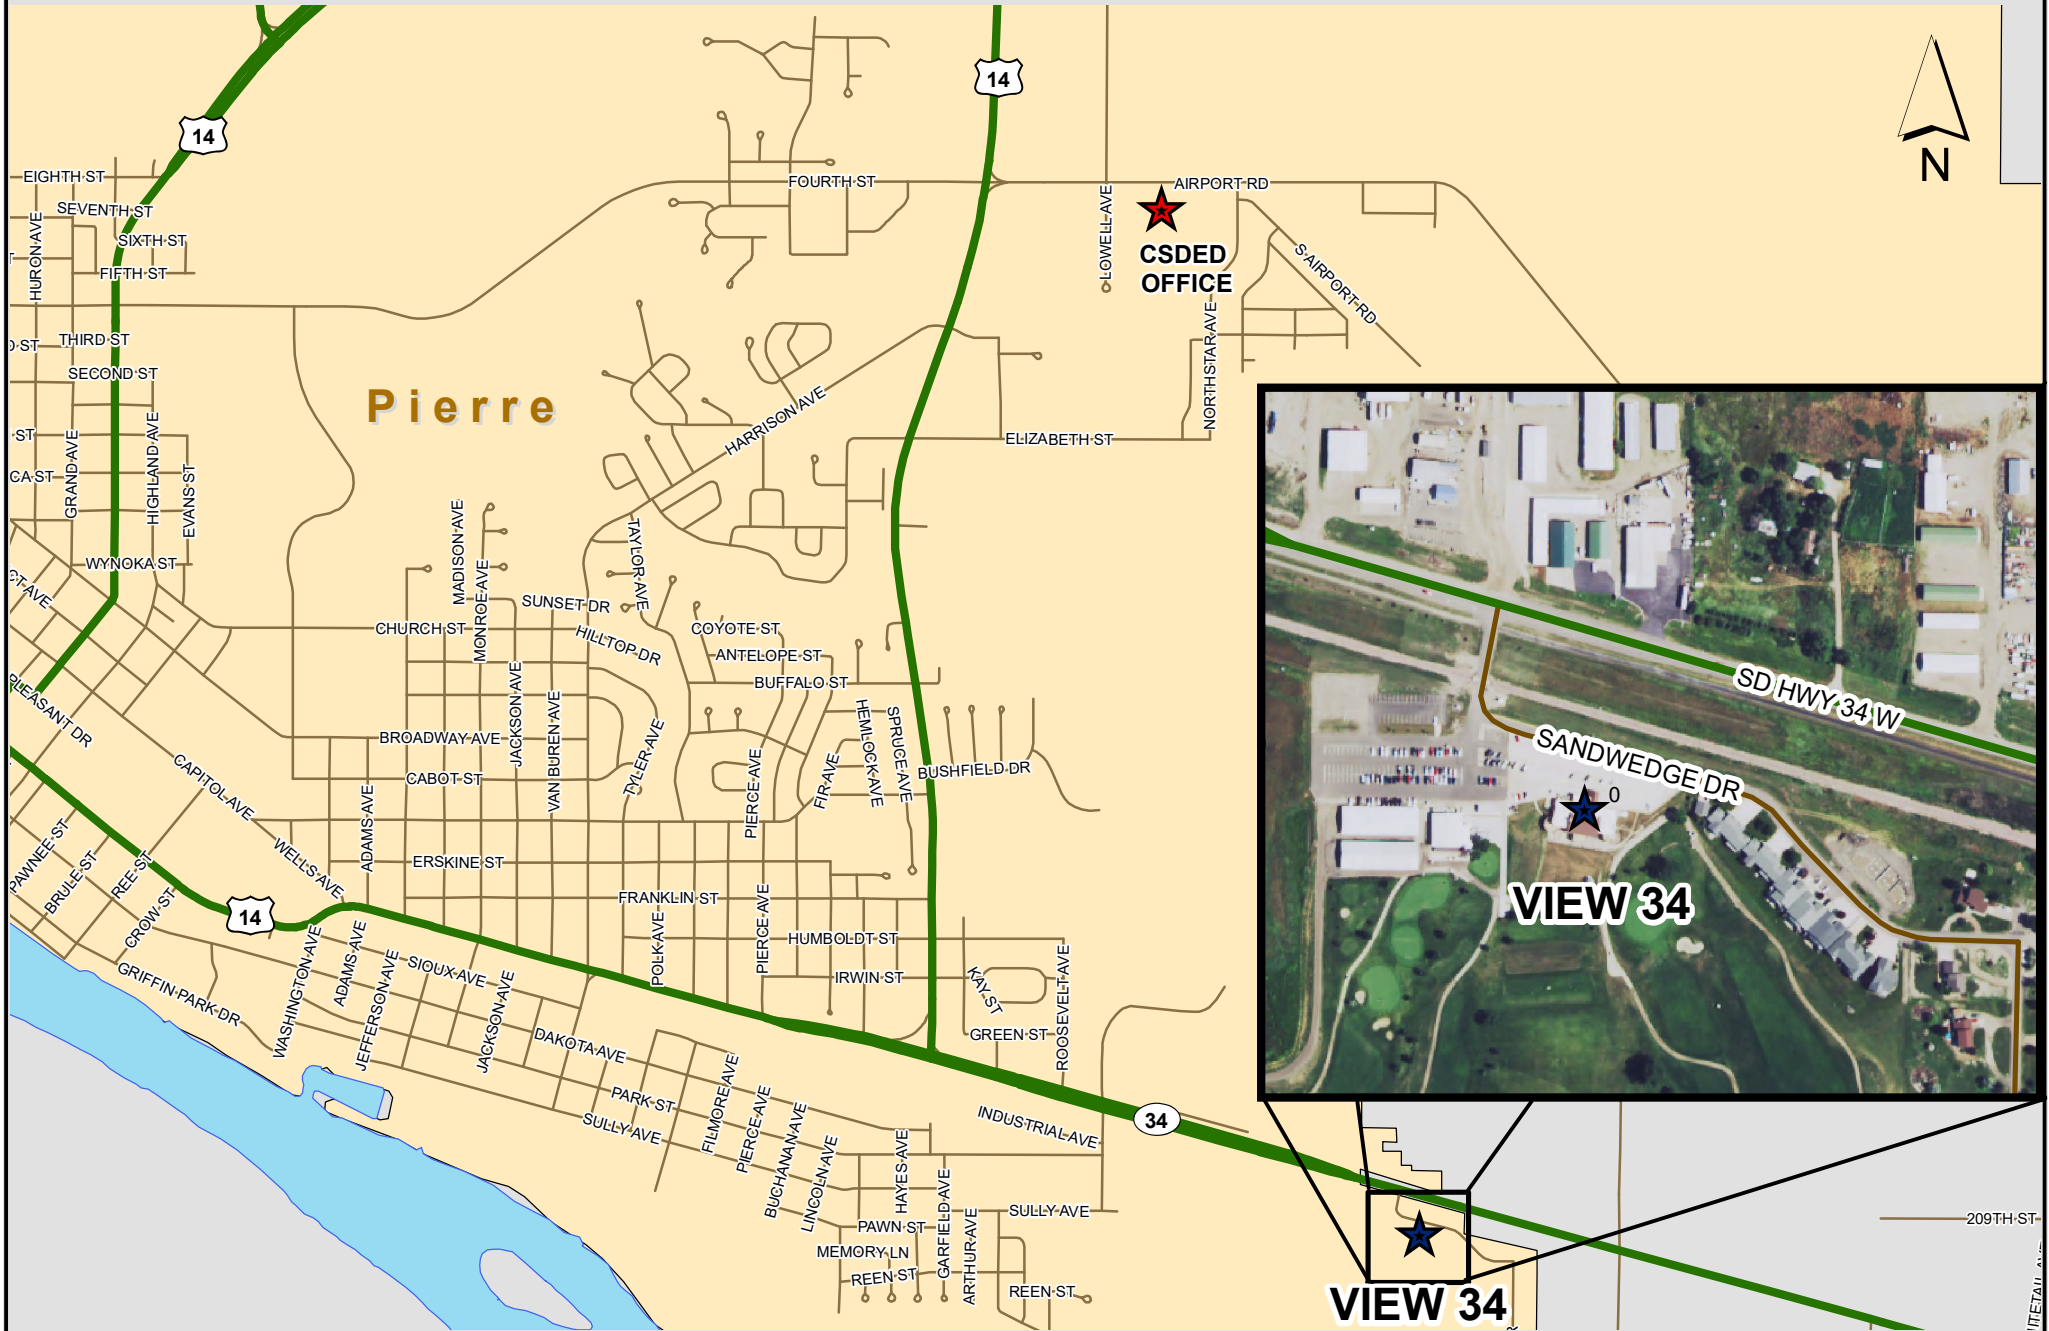 14
14
N
EIGHTH ST
FOURTH ST
AIRPORT RD
SEVENTH ST
HURON AVE
SIXTH ST
LOWELL AVE
CSDED
OFFICE
FIFTH ST
S AIRPORT RD
THIRD ST
SECOND ST
NORTHSTAR AVE
Pierre
HARRISON AVE
ELIZABETH ST
ST
CA ST
GRAND AVE
HIGHLAND AVE
EVANS ST
MADISON AVE
TAYLOR AVE
WYNOKA ST
CT AVE
MONROE AVE
SUNSET DR
CHURCH ST
HILLTOP DR
COYOTE ST
ANTELOPE ST
BUFFALO ST
PLEASANT DR
JACKSON AVE
VAN BUREN AVE
HEMLOCK AVE
SPRUCE AVE
BROADWAY AVE
TYLER AVE
CAPITOL AVE
CABOT ST
PIERCE AVE
FIR AVE
BUSHFIELD DR
SD HWY 34 W
SANDWEDGE DR
0
VIEW 34
ADAMS AVE
PAWNEE ST
BRULE ST
REE ST
CROW ST
WELLS AVE
ERSKINE ST
FRANKLIN ST
14
POLK AVE
PIERCE AVE
HUMBOLDT ST
IRWIN ST
KAY ST
ROOSEVELT AVE
GREEN ST
GRIFFIN PARK DR
WASHINGTON AVE
ADAMS AVE
JEFFERSON AVE
SIOUX AVE
JACKSON AVE
DAKOTA AVE
PARK ST
SULLY AVE
FILMORE AVE
PIERCE AVE
BUCHANAN AVE
LINCOLN AVE
INDUSTRIAL AVE
34
HAYES AVE
GARFIELD AVE
ARTHUR AVE
SULLY AVE
PAWN ST
MEMORY LN
REEN ST
REEN ST
209TH ST
VIEW 34